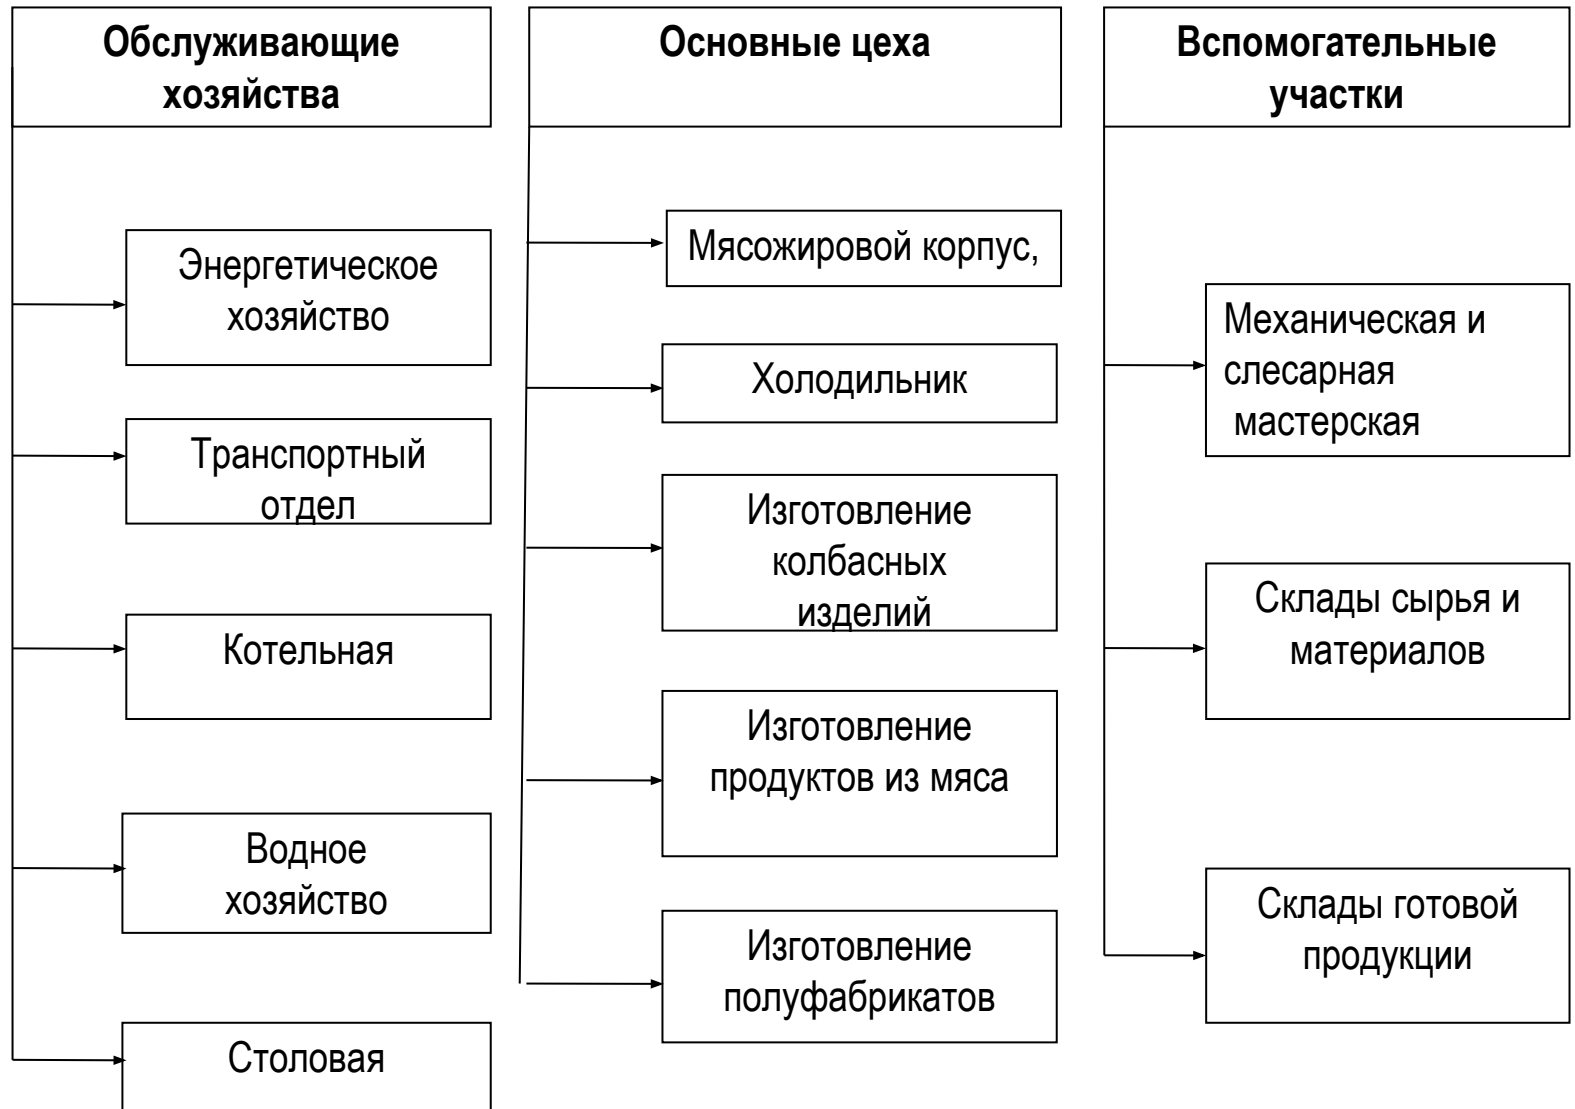 Обслуживающие
хозяйства
Энергетическое
хозяйство
Транспортный
отдел
Котельная
Водное
хозяйство
Столовая
Основные цеха
Мясожировой корпус,
Холодильник
Изготовление
колбасных
изделий
Изготовление
продуктов из мяса
Изготовление
полуфабрикатов
Вспомогательные
участки
Механическая и
слесарная
мастерская
Склады сырья и
материалов
Склады готовой
продукции